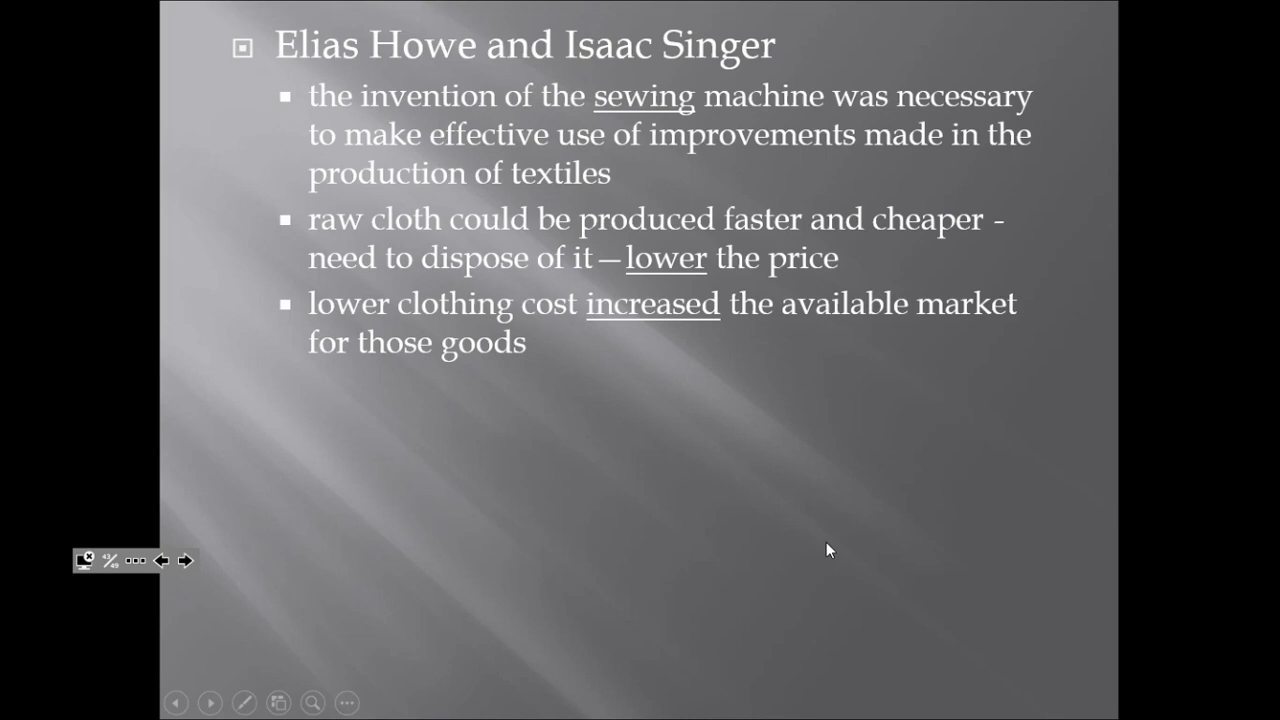 Elias Howe and Isaac Singer
the invention of the sewing machine was necessary
to make effective use of improvements made in the
production of textiles
raw cloth could be produced faster and cheaper -
need to dispose of it—lower the price
lower clothing cost increased the available market
for those goods
43/49